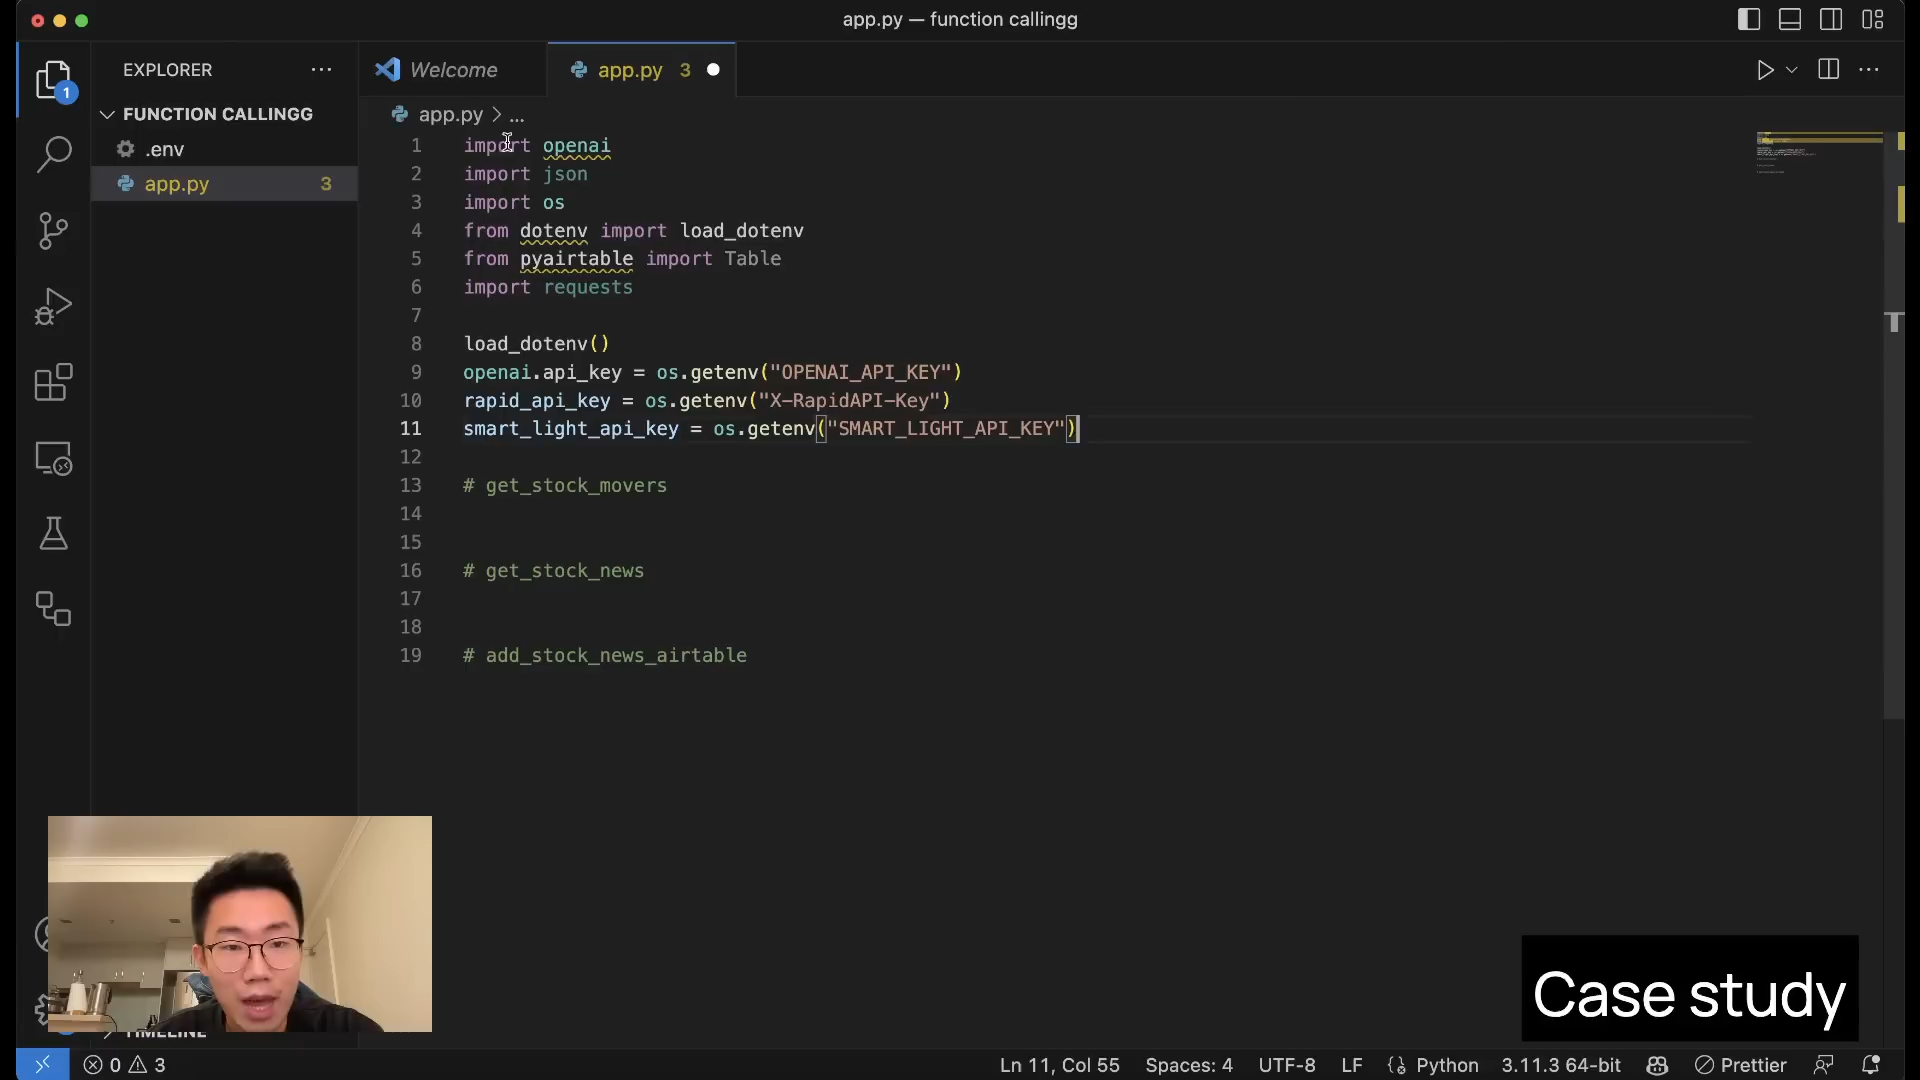 app.py — function callingg
EXPLORER
Welcome
app.py 3
FUNCTION CALLINGG
.env
app.py 3
app.py > ...
1 import openai
2 import json
3 import os
4 from dotenv import load_dotenv
5 from pyairtable import Table
6 import requests
7
8 load_dotenv()
9 openai.api_key = os.getenv("OPENAI_API_KEY")
10 rapid_api_key = os.getenv("X-RapidAPI-Key")
11 smart_light_api_key = os.getenv("SMART_LIGHT_API_KEY")
12
13 # get_stock_movers
14
15
16 # get_stock_news
17
18
19 # add_stock_news_airtable
1
Case study
TIMELINE
0 3
Ln 11, Col 55 Spaces: 4 UTF-8 LF Python 3.11.3 64-bit Prettier